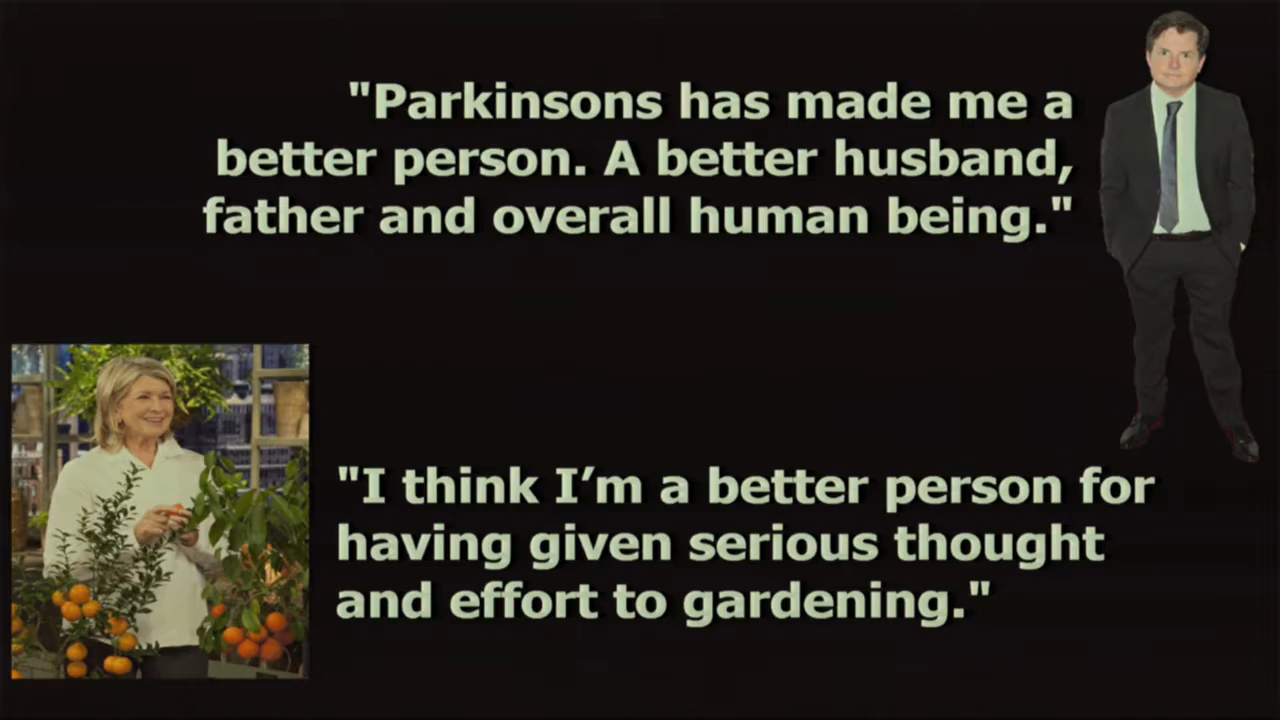 "Parkinsons has made me a
better person. A better husband,
father and overall human being."
"I think I’m a better person for
having given serious thought
and effort to gardening."